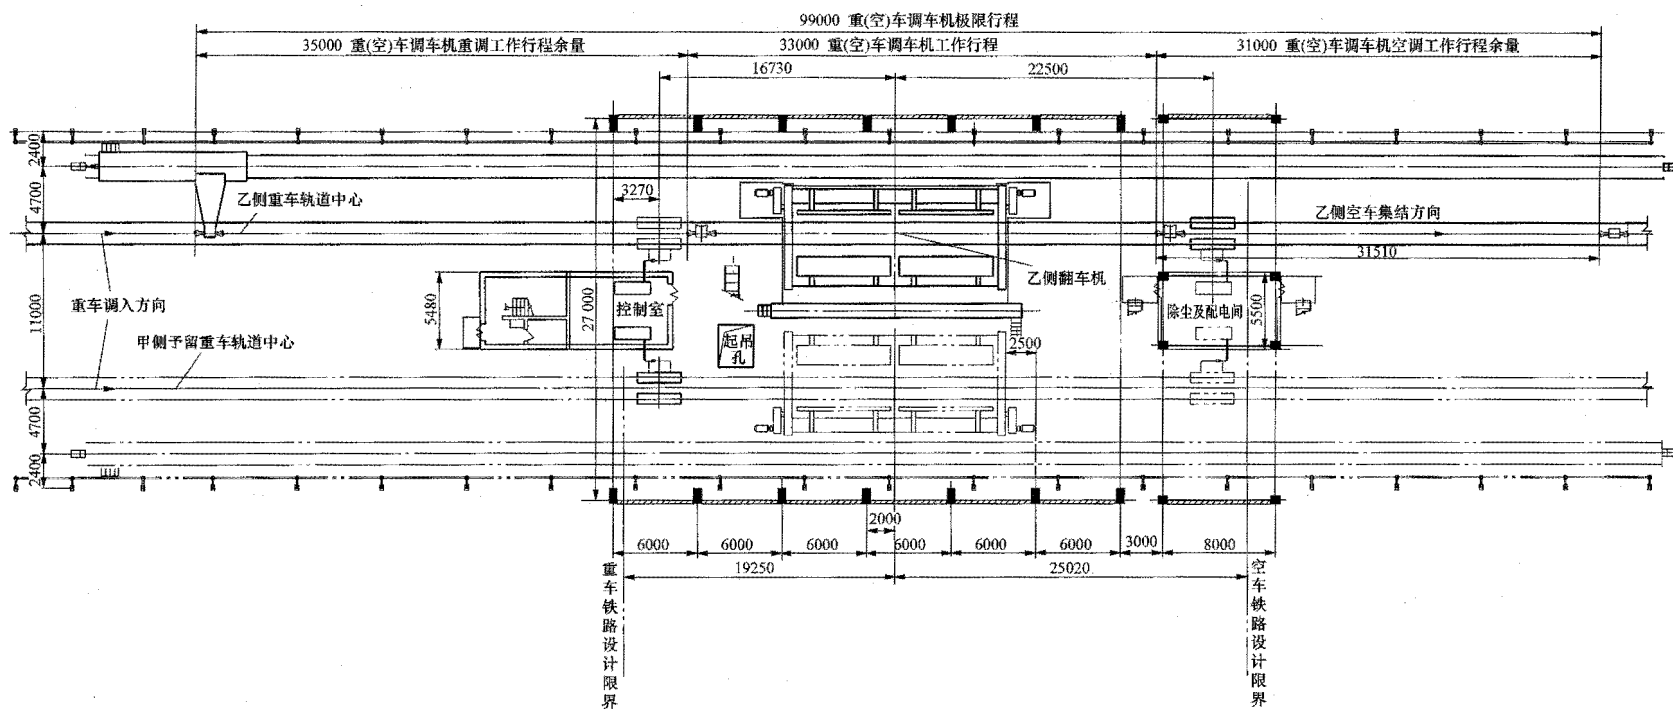 99000 重(空)车调车机极限行程
35000 重(空)车调车机重调工作行程余量
33000 重(空)车调车机工作行程
31000 重(空)车调车机空调工作行程余量
16730
22500
2400
4700
3270
乙侧重车轨道中心
乙侧空车集结方向
31510
乙侧翻车机
11000
重车调入方向
5480
27000
控制室
除尘及配电间
5500
甲侧予留重车轨道中心
起吊
孔
2500
4700
2400
2000
6000
6000
6000
6000
6000
6000
3000
8000
19250
25020
重车铁路设计限界
空车铁路设计限界